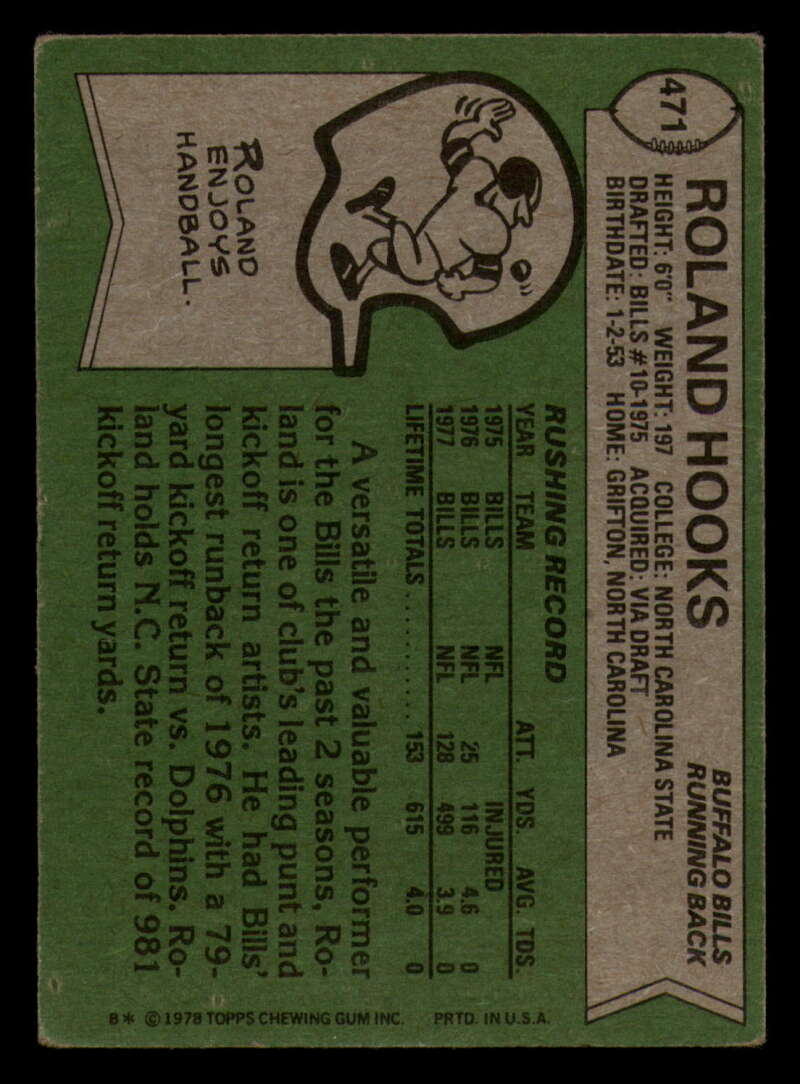 471
ROLAND HOOKS
BUFFALO BILLS
RUNNING BACK
HEIGHT: 6'0" WEIGHT: 197 COLLEGE: NORTH CAROLINA STATE
DRAFTED: BILLS #10-1975 ACQUIRED: VIA DRAFT
BIRTHDATE: 1-2-53 HOME: GRIFTON, NORTH CAROLINA
ROLAND
ENJOYS
HANDBALL.
RUSHING RECORD
YEAR TEAM ATT. YDS. AVG. TDS.
1975 BILLS NFL INJURED
1976 BILLS NFL 25 116 4.6 0
1977 BILLS NFL 128 499 3.9 0
LIFETIME TOTALS ........... 153 615 4.0 0
A versatile and valuable performer
for the Bills the past 2 seasons, Ro-
land is one of club's leading punt and
kickoff return artists. He had Bills'
longest runback of 1976 with a 79-
yard kickoff return vs. Dolphins. Ro-
land holds N.C. State record of 981
kickoff return yards.
B* © 1978 TOPPS CHEWING GUM INC. PRTD. IN U.S.A.